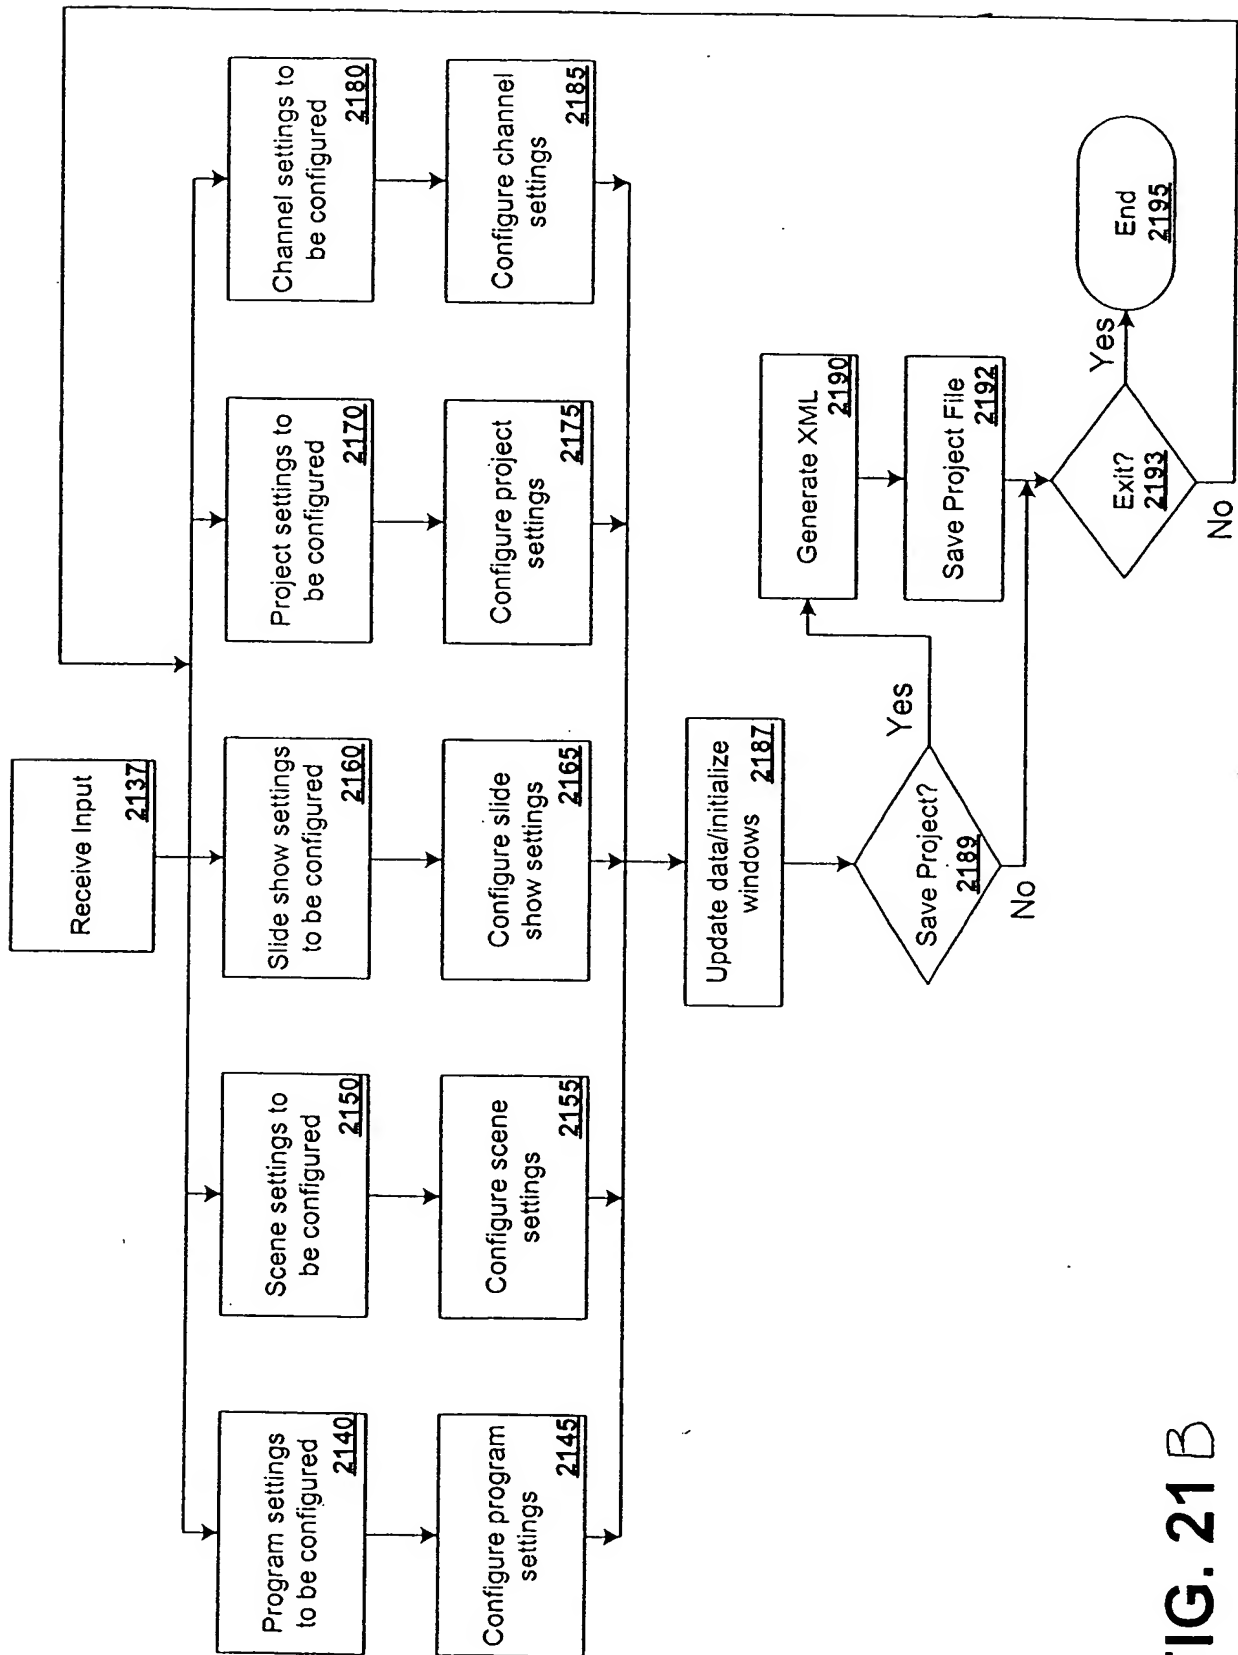 Receive Input
2137
Program settings
to be configured
2140
Scene settings to
be configured
2150
Slide show settings
to be configured
2160
Project settings to
be configured
2170
Channel settings to
be configured
2180
Configure program
settings
2145
Configure scene
settings
2155
Configure slide
show settings
2165
Configure project
settings
2175
Configure channel
settings
2185
Update data/initialize
windows
2187
Save Project?
2189
Yes
No
Generate XML
2190
Save Project File
2192
Exit?
2193
Yes
No
End
2195
IG. 21 B